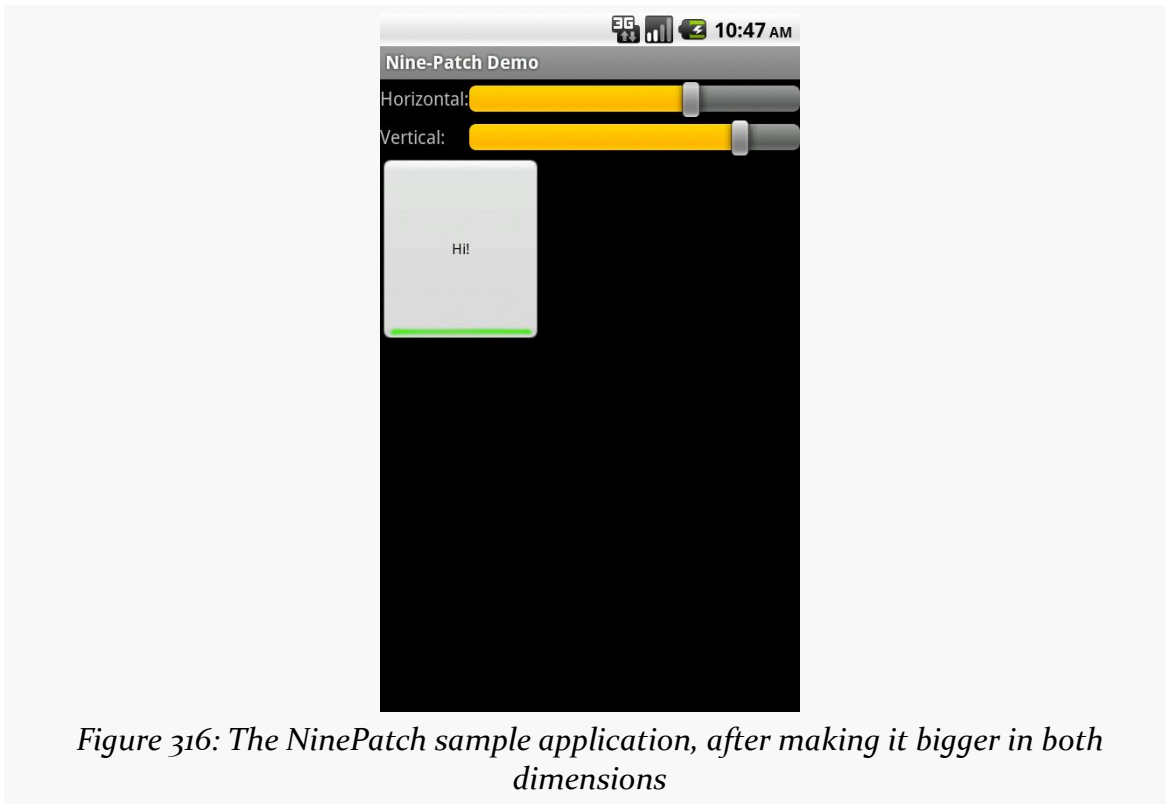 3G 10:47 AM
Nine-Patch Demo
Horizontal:
Vertical:
Hi!
Figure 316: The NinePatch sample application, after making it bigger in both
dimensions